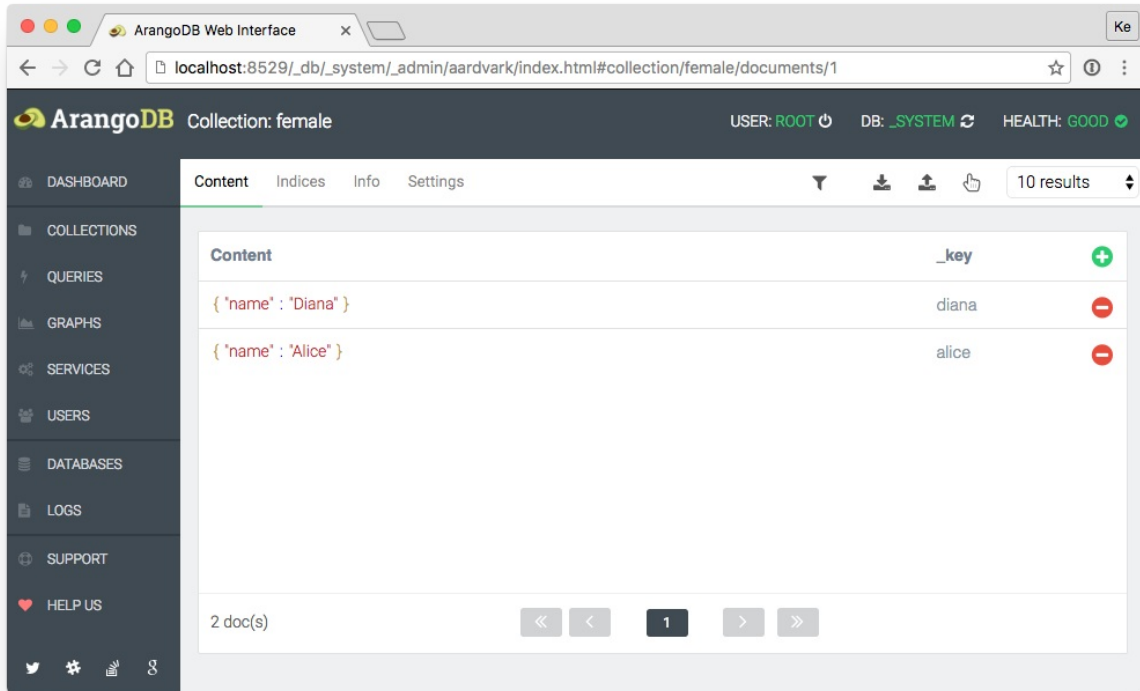 ArangoDB Web Interface
Ke
localhost:8529/_db/_system/_admin/aardvark/index.html#collection/female/documents/1
ArangoDB Collection: female USER: ROOT DB: _SYSTEM HEALTH: GOOD
DASHBOARD
COLLECTIONS
QUERIES
GRAPHS
SERVICES
USERS
DATABASES
LOGS
SUPPORT
HELP US
Content Indices Info Settings 10 results
Content _key
{ "name" : "Diana" } diana
{ "name" : "Alice" } alice
2 doc(s) « < 1 > »